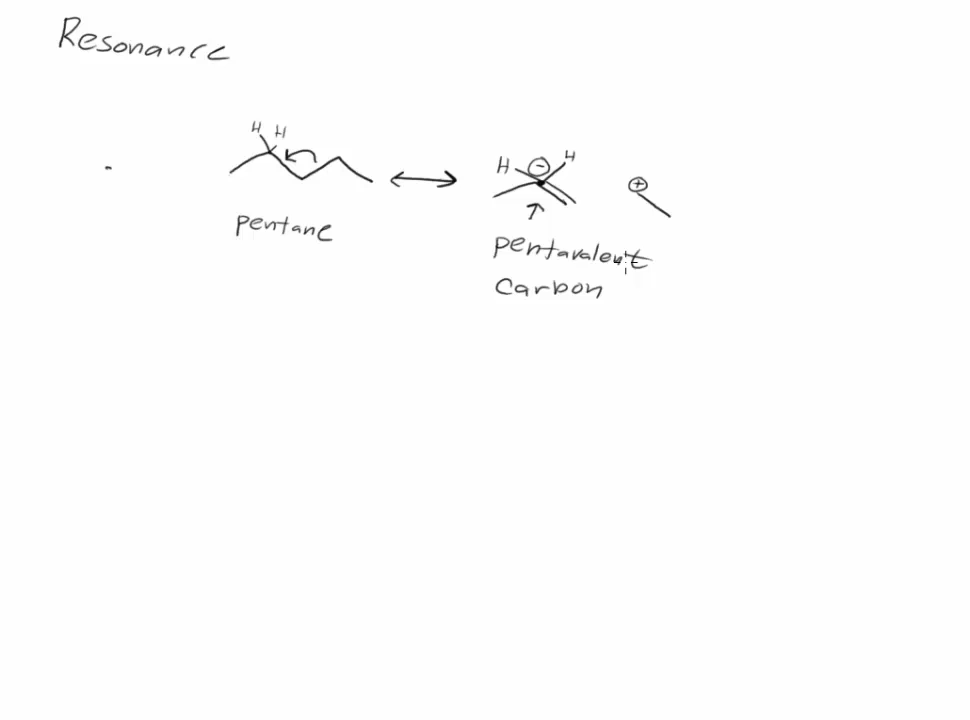 Resonance
H H
H ⊖ H
⊕
pentane
pentavalent
carbon